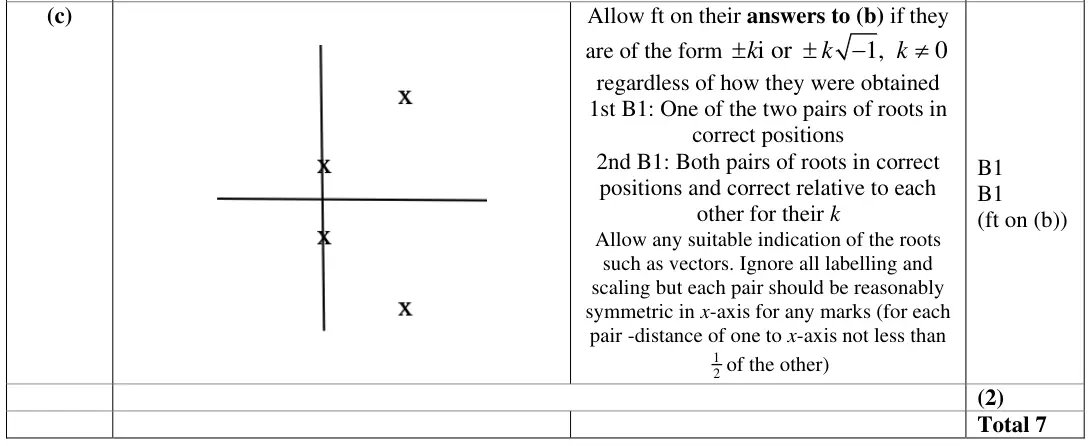 (c)
x
x
x
x
Allow ft on their answers to (b) if they
are of the form ±ki or ±k√−1, k ≠ 0
regardless of how they were obtained
1st B1: One of the two pairs of roots in
correct positions
2nd B1: Both pairs of roots in correct
positions and correct relative to each
other for their k
Allow any suitable indication of the roots
such as vectors. Ignore all labelling and
scaling but each pair should be reasonably
symmetric in x-axis for any marks (for each
pair -distance of one to x-axis not less than
1/2 of the other)
B1
B1
(ft on (b))
(2)
Total 7